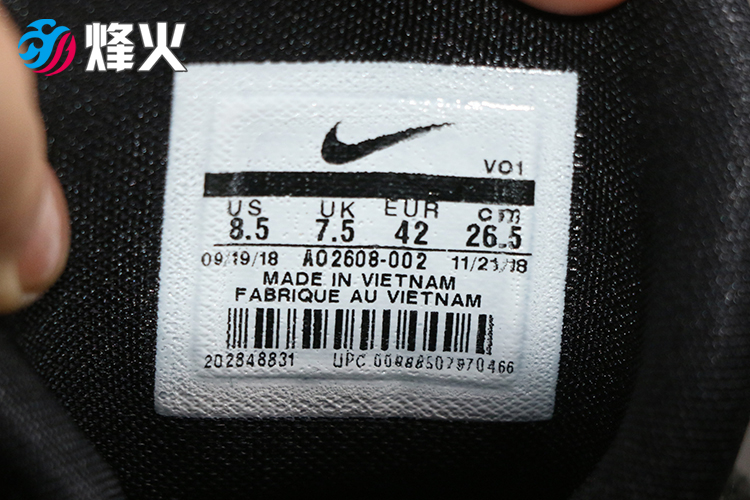 烽火
VO1
US UK EUR cm
8.5 7.5 42 26.5
09/19/18 AO2608-002 11/21/18
MADE IN VIETNAM
FABRIQUE AU VIETNAM
202848831 UPC 00888507970466